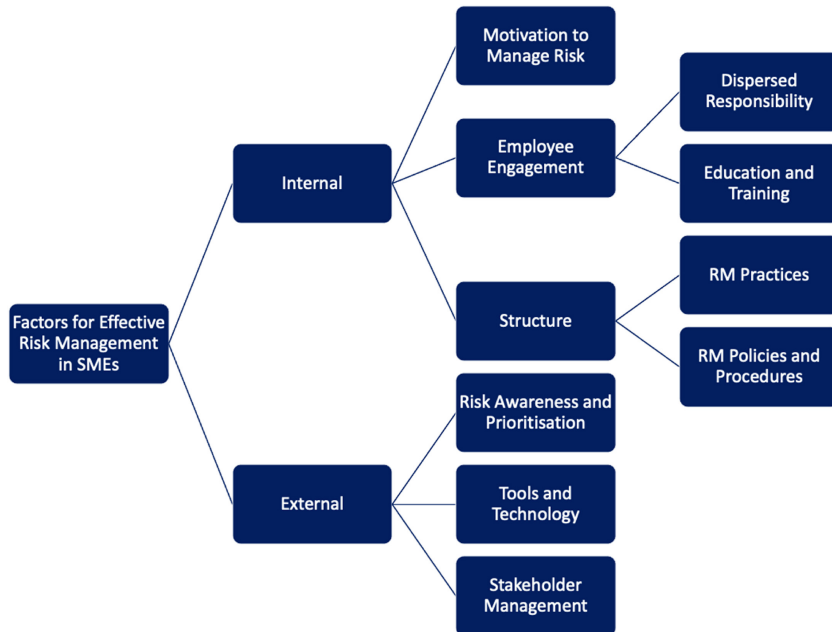 Motivation to
Manage Risk
Dispersed
Responsibility
Employee
Engagement
Internal
Education and
Training
RM Practices
Factors for Effective
Risk Management
in SMEs
Structure
RM Policies and
Procedures
Risk Awareness and
Prioritisation
External
Tools and
Technology
Stakeholder
Management